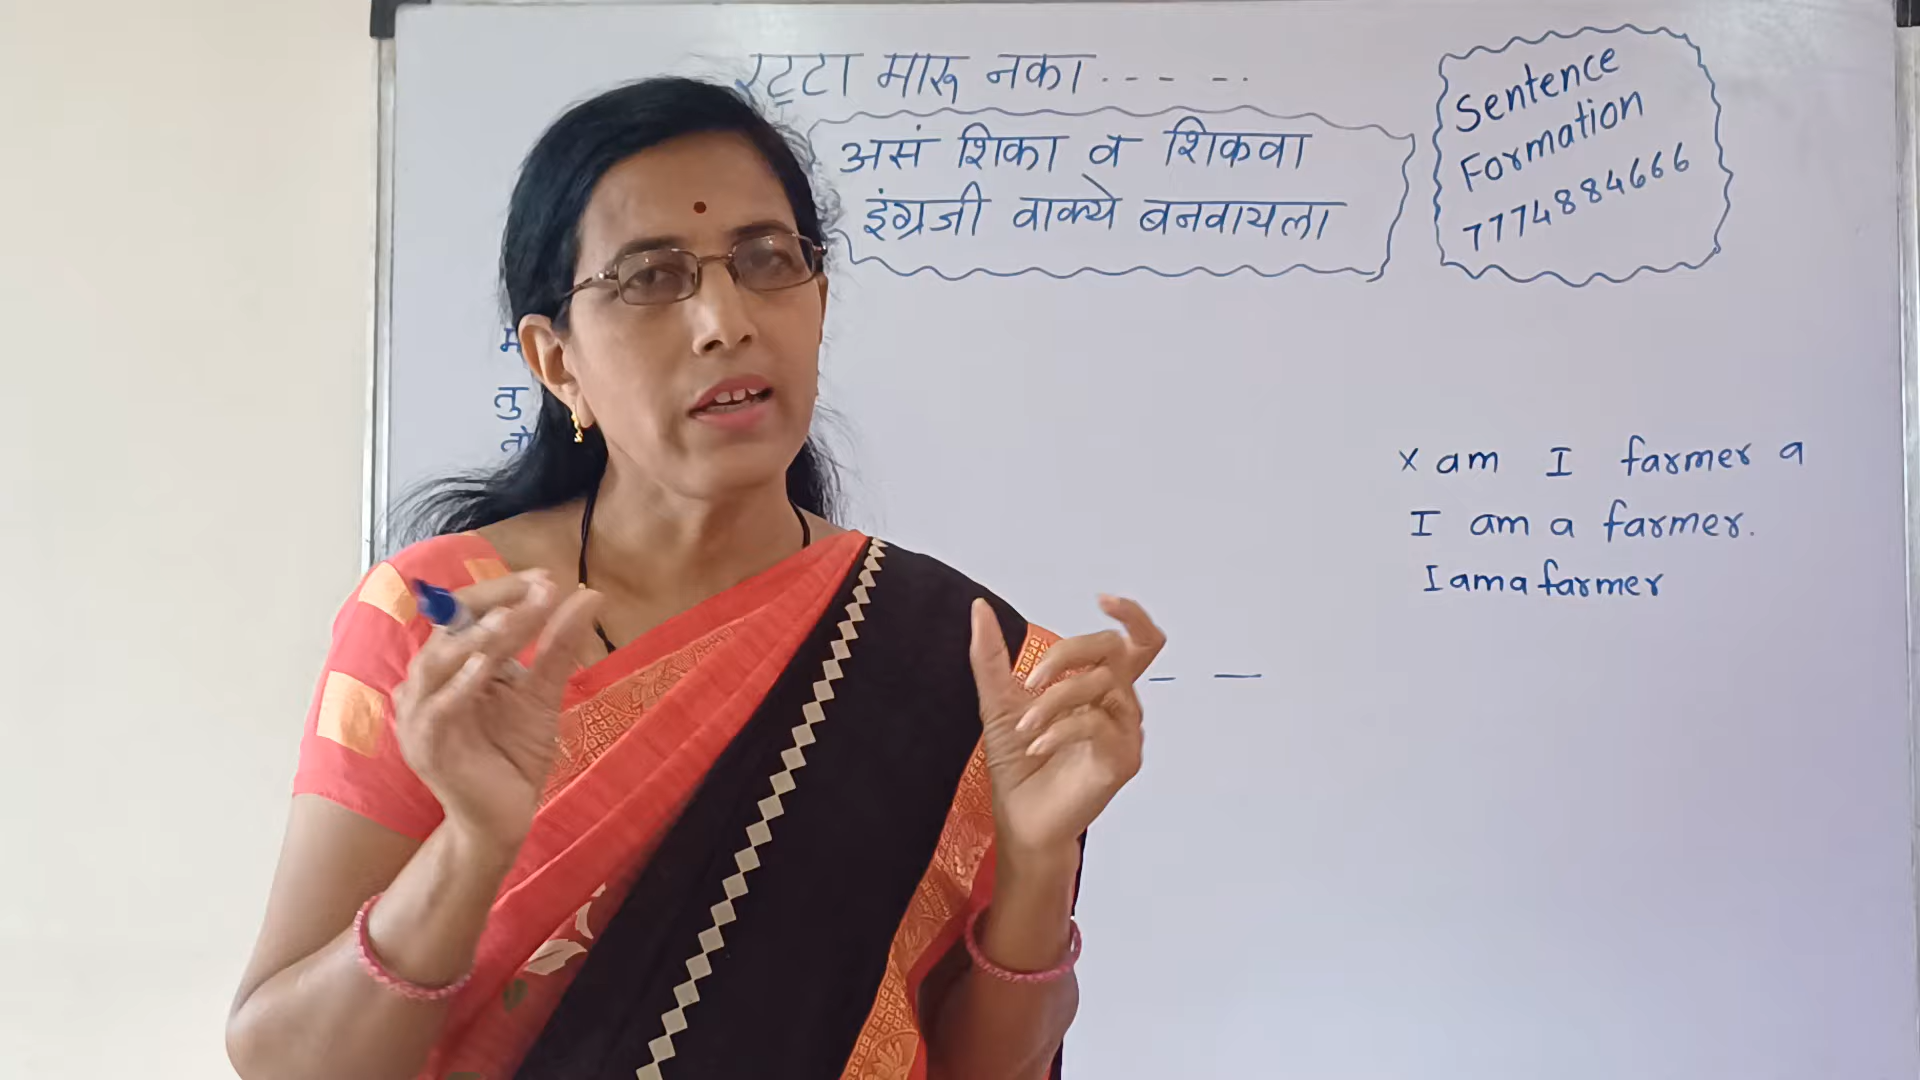 रट्टा मारू नका.--- -.
असं शिका व शिकवा
इंग्रजी वाक्ये बनवायला
Sentence
Formation
7774884666
तु
x am I farmer a
I am a farmer.
I am a farmer